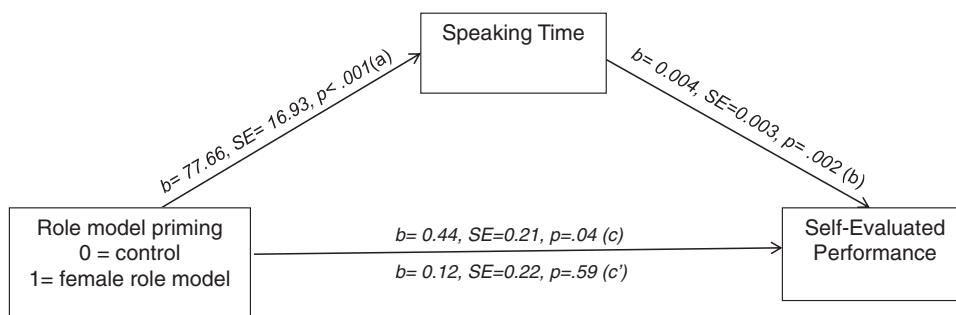 Speaking Time
b= 77.66, SE= 16.93, p< .001(a)
b= 0.004, SE=0.003, p= .002 (b)
Role model priming
0 = control
1= female role model
b= 0.44, SE=0.21, p=.04 (c)
b= 0.12, SE=0.22, p=.59 (c’)
Self-Evaluated
Performance